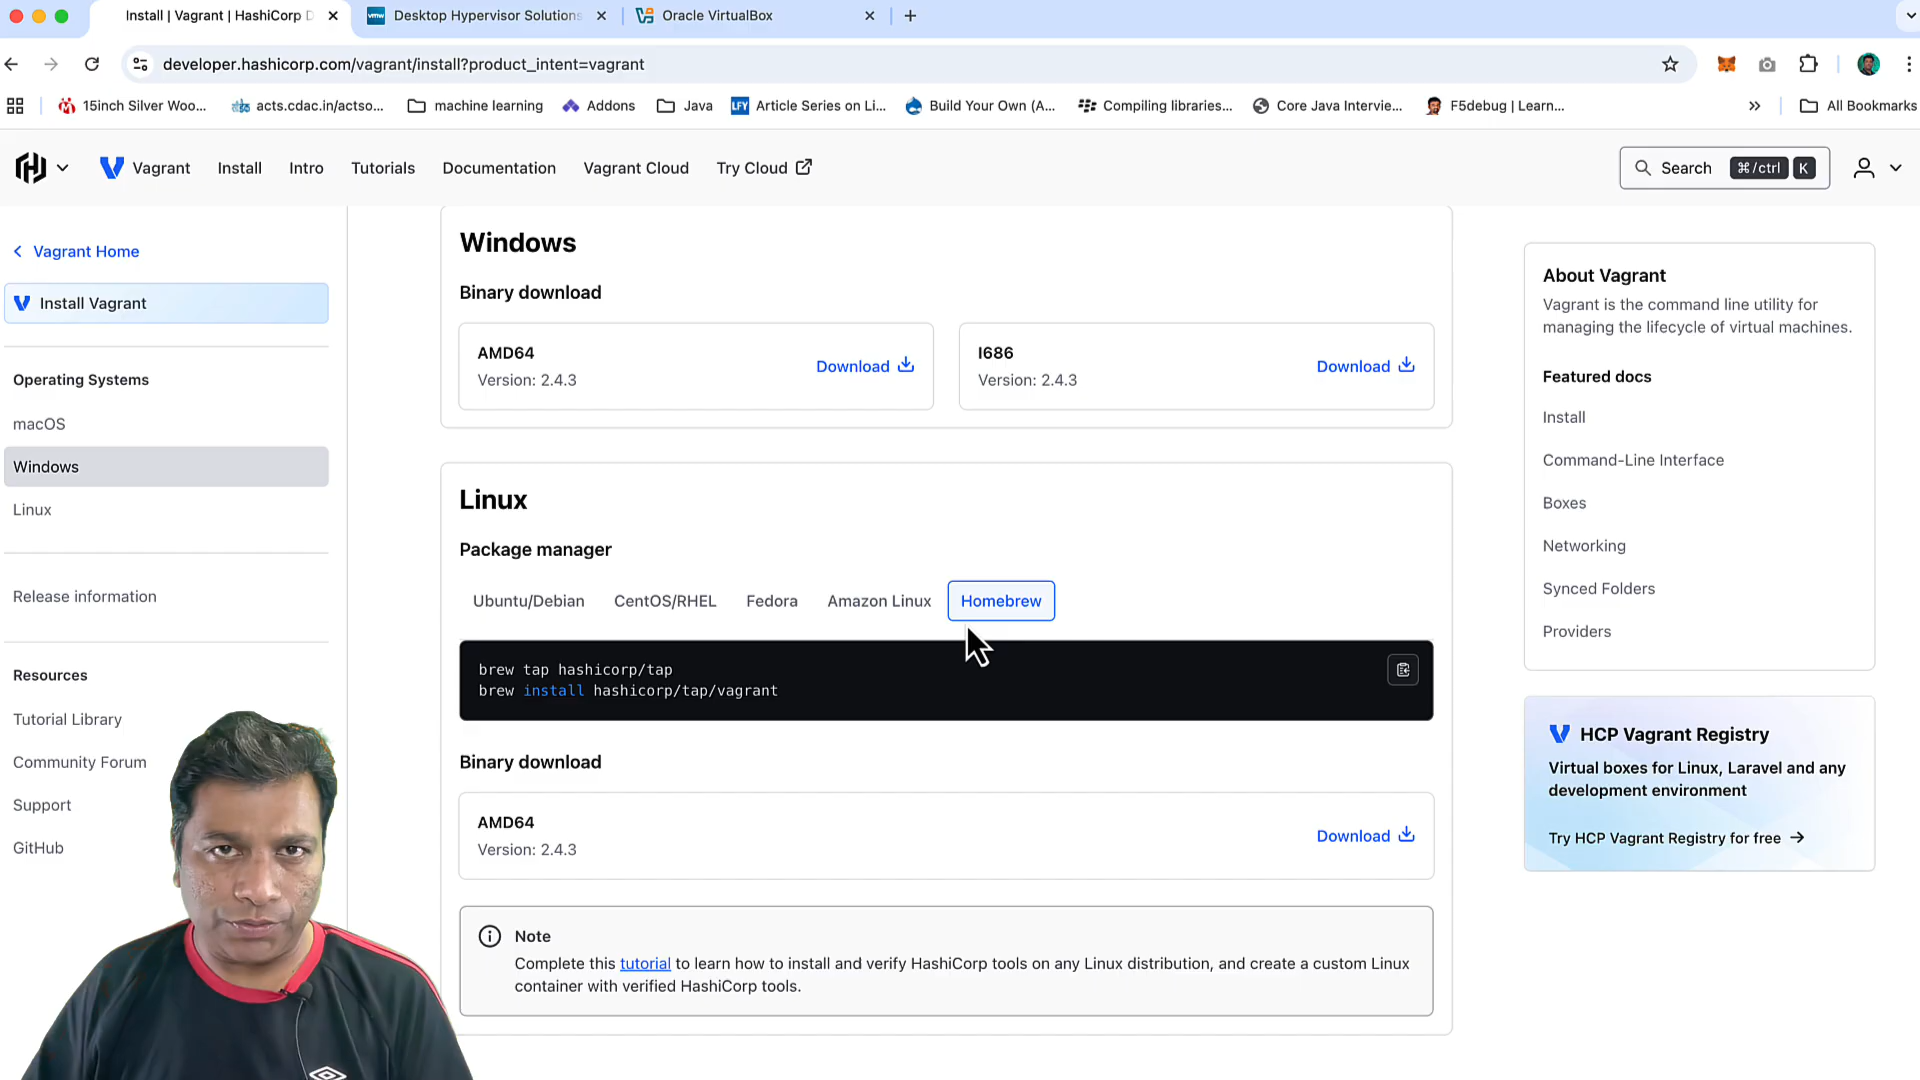 Install | Vagrant | HashiCorp D
Desktop Hypervisor Solutions
Oracle VirtualBox
developer.hashicorp.com/vagrant/install?product_intent=vagrant
15inch Silver Woo...
acts.cdac.in/actso...
machine learning
Addons
Java
LFY
Article Series on Li...
Build Your Own (A...
Compiling libraries...
Core Java Intervie...
F5debug | Learn...
All Bookmarks
Vagrant
Install
Intro
Tutorials
Documentation
Vagrant Cloud
Try Cloud
Search
⌘/ctrl
K
Vagrant Home
Install Vagrant
Operating Systems
macOS
Windows
Linux
Release information
Resources
Tutorial Library
Community Forum
Support
GitHub
Windows
Binary download
AMD64
Version: 2.4.3
Download
I686
Version: 2.4.3
Download
Linux
Package manager
Ubuntu/Debian
CentOS/RHEL
Fedora
Amazon Linux
Homebrew
brew tap hashicorp/tap
brew install hashicorp/tap/vagrant
Binary download
AMD64
Version: 2.4.3
Download
Note
Complete this tutorial to learn how to install and verify HashiCorp tools on any Linux distribution, and create a custom Linux
container with verified HashiCorp tools.
About Vagrant
Vagrant is the command line utility for
managing the lifecycle of virtual machines.
Featured docs
Install
Command-Line Interface
Boxes
Networking
Synced Folders
Providers
HCP Vagrant Registry
Virtual boxes for Linux, Laravel and any
development environment
Try HCP Vagrant Registry for free